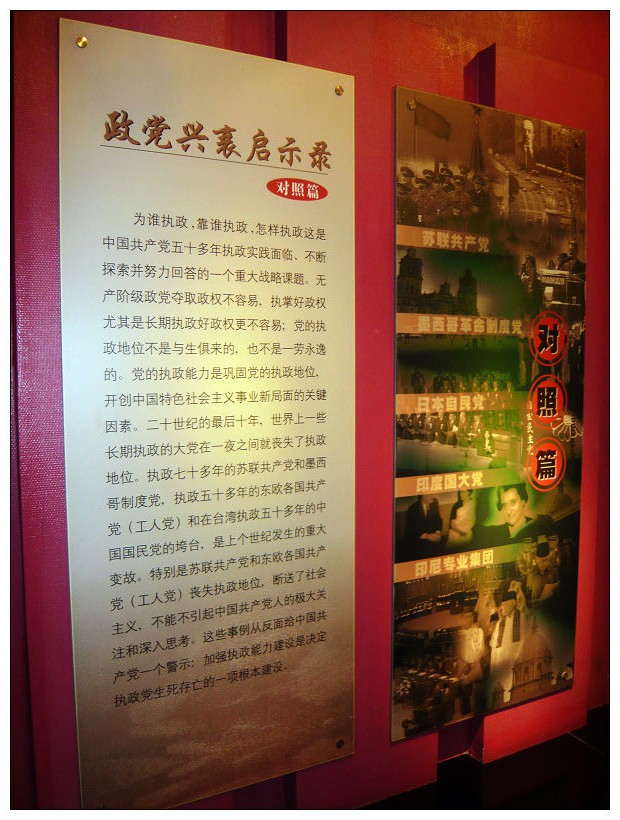 政党兴衰启示录
对照篇
为谁执政,靠谁执政,怎样执政这是
中国共产党五十多年执政实践面临、不断
探索并努力回答的一个重大战略课题。无
产阶级政党夺取政权不容易，执掌好政权
尤其是长期执政好政权更不容易；党的执
政地位不是与生俱来的，也不是一劳永逸
的。党的执政能力是巩固党的执政地位，
开创中国特色社会主义事业新局面的关键
因素。二十世纪的最后十年，世界上一些
长期执政的大党在一夜之间就丧失了执政
地位。执政七十多年的苏联共产党和墨西
哥制度党，执政五十多年的东欧各国共产
党（工人党）和在台湾执政五十多年的中
国国民党的垮台，是上个世纪发生的重大
变故。特别是苏联共产党和东欧各国共产
党（工人党）丧失执政地位，断送了社会
主义，不能不引起中国共产党人的极大关
注和深入思考。这些事例从反面给中国共
产党一个警示：加强执政能力建设是决定
执政党生死存亡的一项根本建设。
苏联共产党
墨西哥革命制度党
日本自民党
印度国大党
印尼专业集团
对照篇